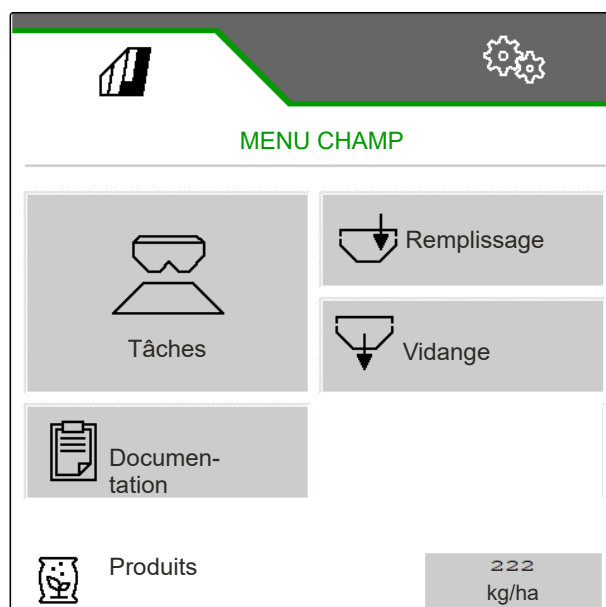 MENU CHAMP
Remplissage
Tâches
Vidange
Documen-
tation
Produits
222
kg/ha